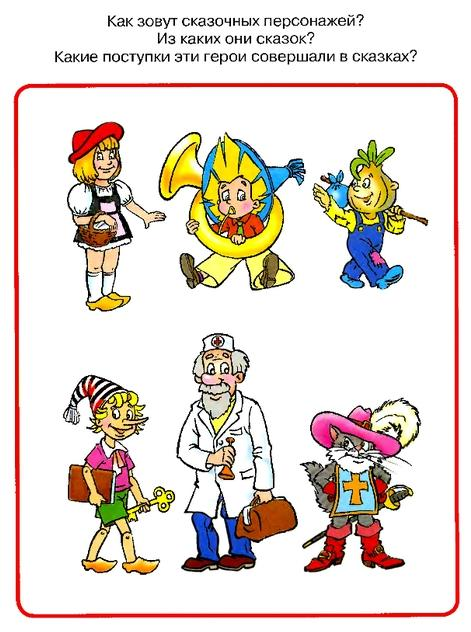 Как зовут сказочных персонажей?
Из каких они сказок?
Какие поступки эти герои совершали в сказках?